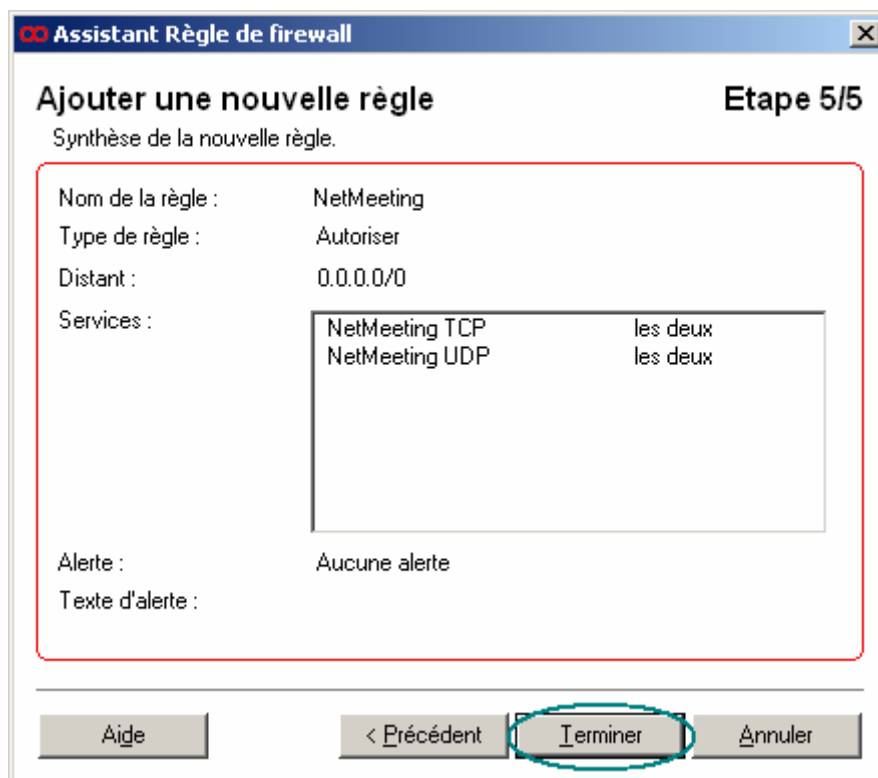 Assistant Règle de firewall
Ajouter une nouvelle règle Etape 5/5
Synthèse de la nouvelle règle.
Nom de la règle : NetMeeting
Type de règle : Autoriser
Distant : 0.0.0.0/0
Services :
NetMeeting TCP les deux
NetMeeting UDP les deux
Alerte : Aucune alerte
Texte d'alerte :
Aide < Précédent Terminer Annuler